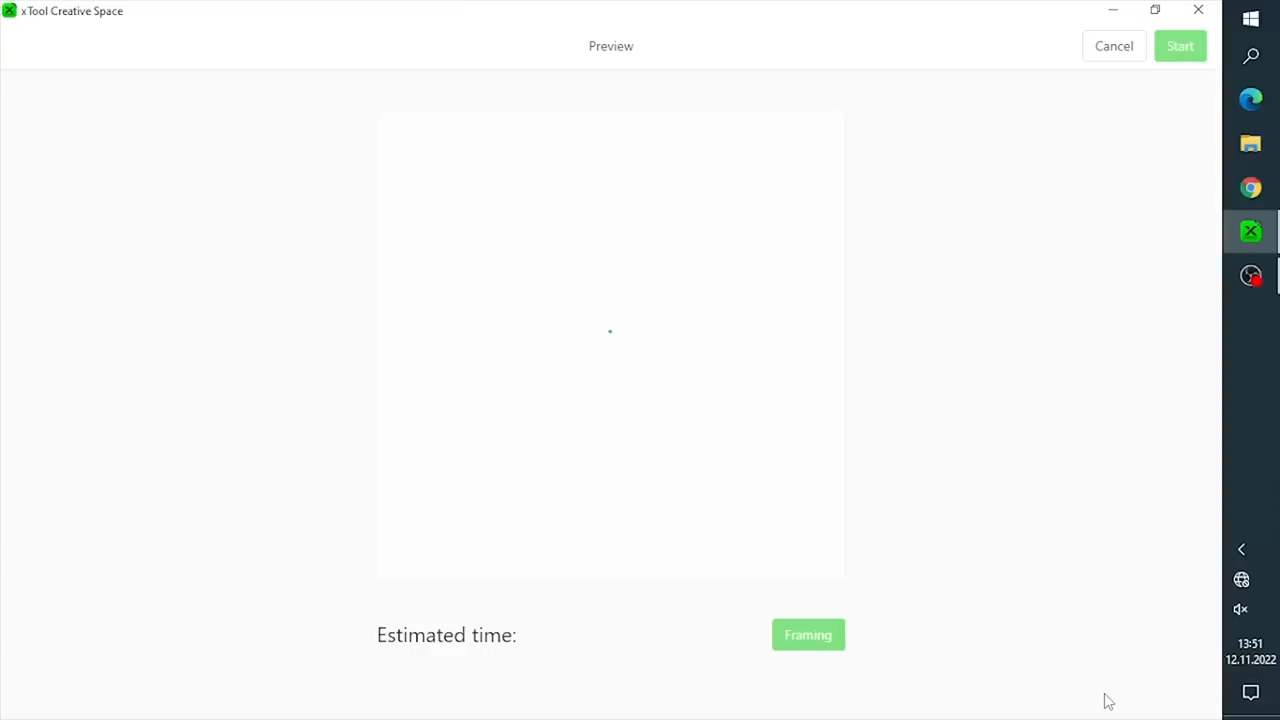 xTool Creative Space
Preview
Cancel
Start
Estimated time:
Framing
13:51
12.11.2022